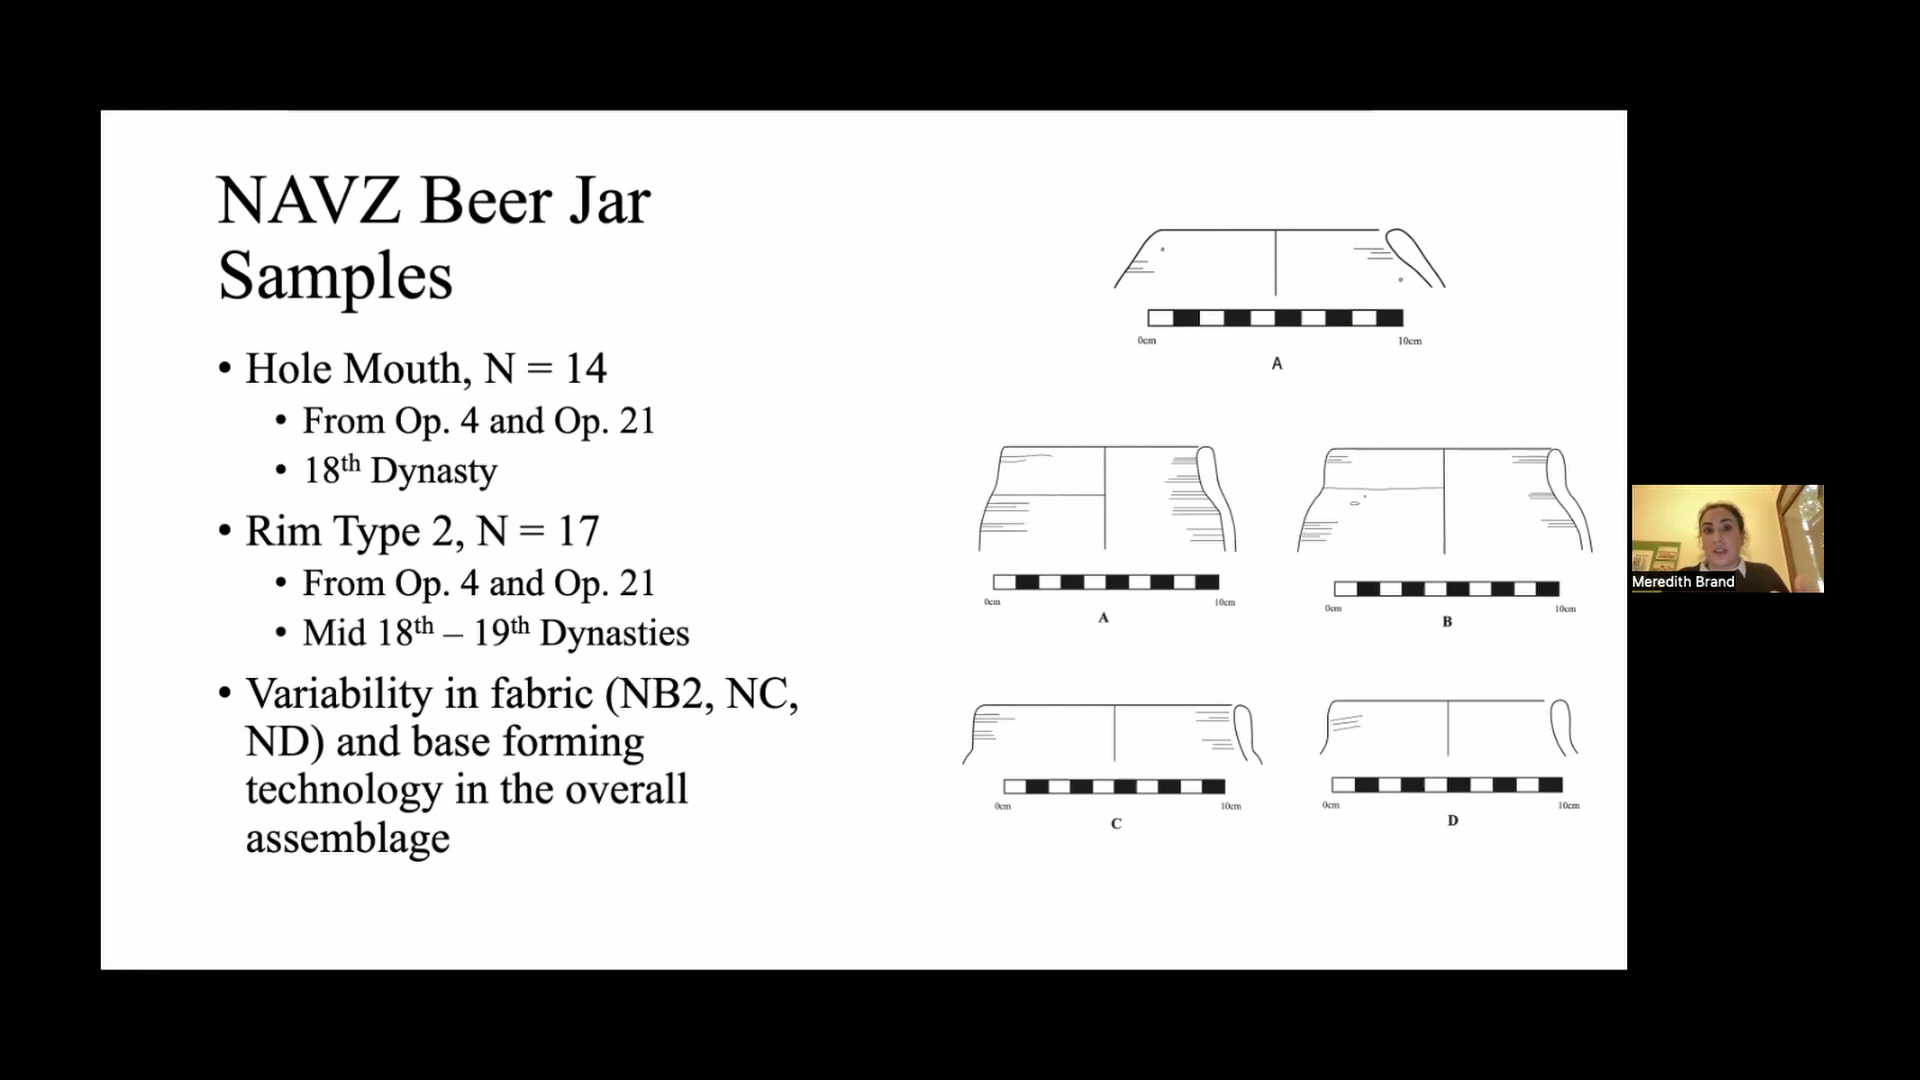 NAVZ Beer Jar
Samples
• Hole Mouth, N = 14
• From Op. 4 and Op. 21
• 18th Dynasty
• Rim Type 2, N = 17
• From Op. 4 and Op. 21
• Mid 18th – 19th Dynasties
• Variability in fabric (NB2, NC,
ND) and base forming
technology in the overall
assemblage
0cm 10cm
A
0cm 10cm
A
0cm 10cm
B
0cm 10cm
C
0cm 10cm
D
Meredith Brand